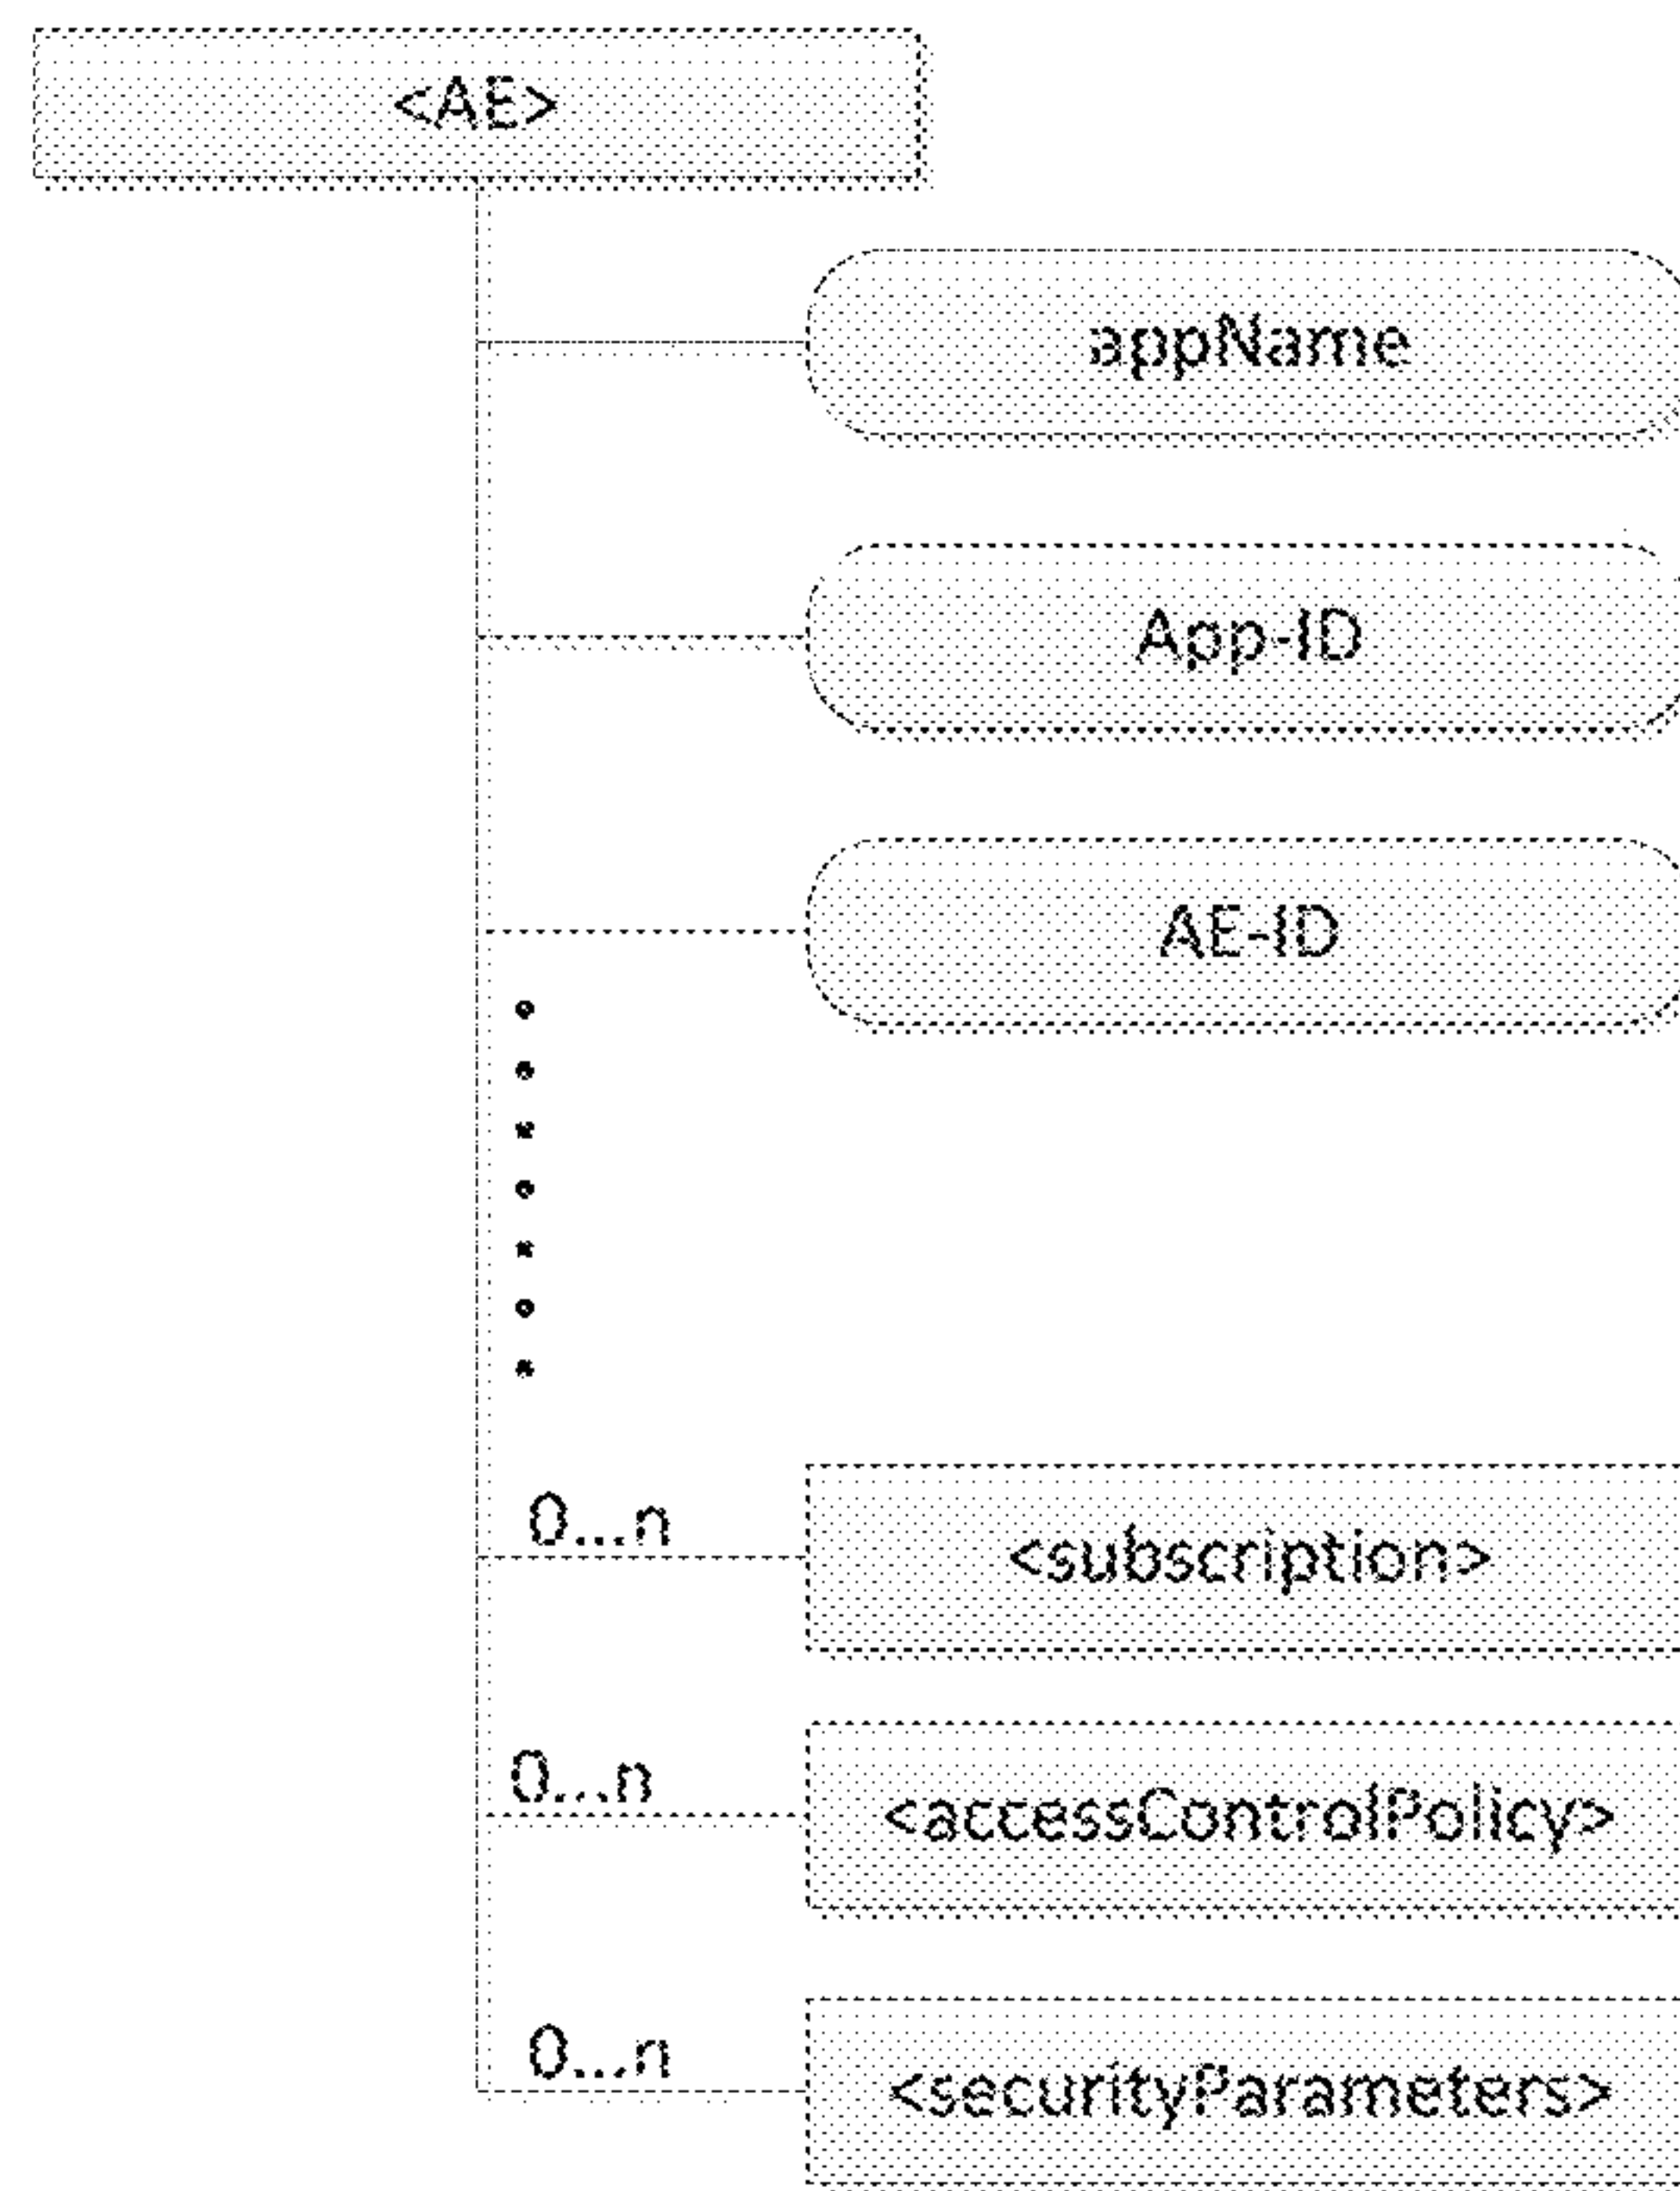 <AE>
appName
App-ID
AE-ID
0...n
<subscription>
0...n
<accessControlPolicy>
0...n
<securityParameters>